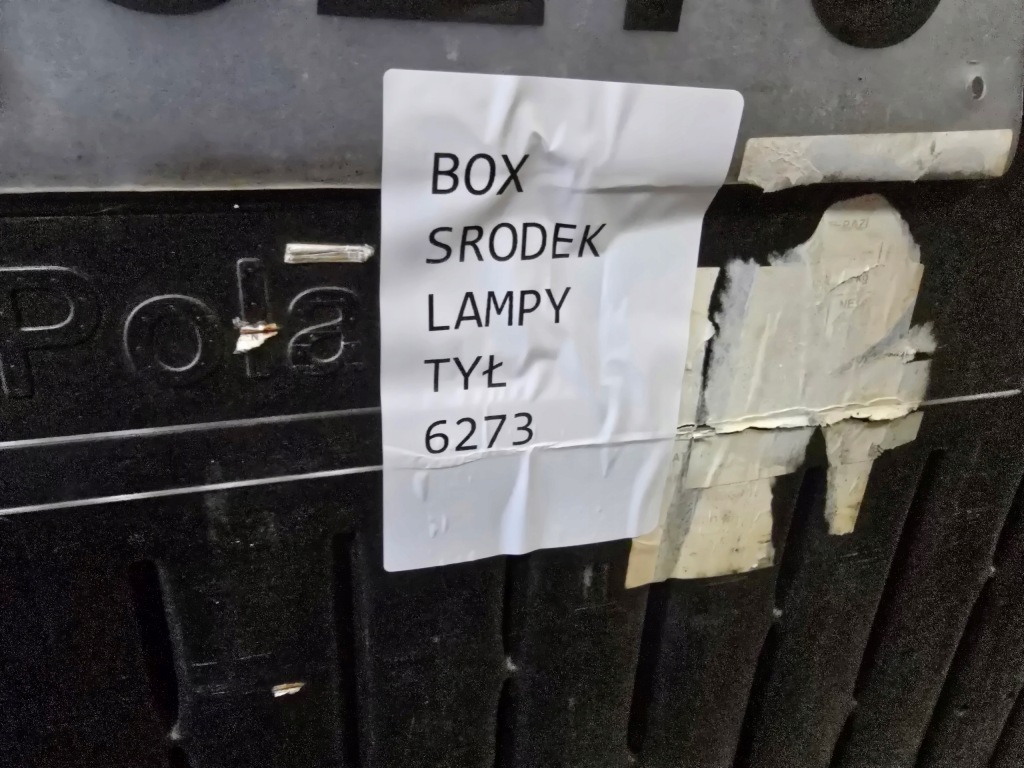 BOX
SRODEK
LAMPY
TYŁ
6273
Pola